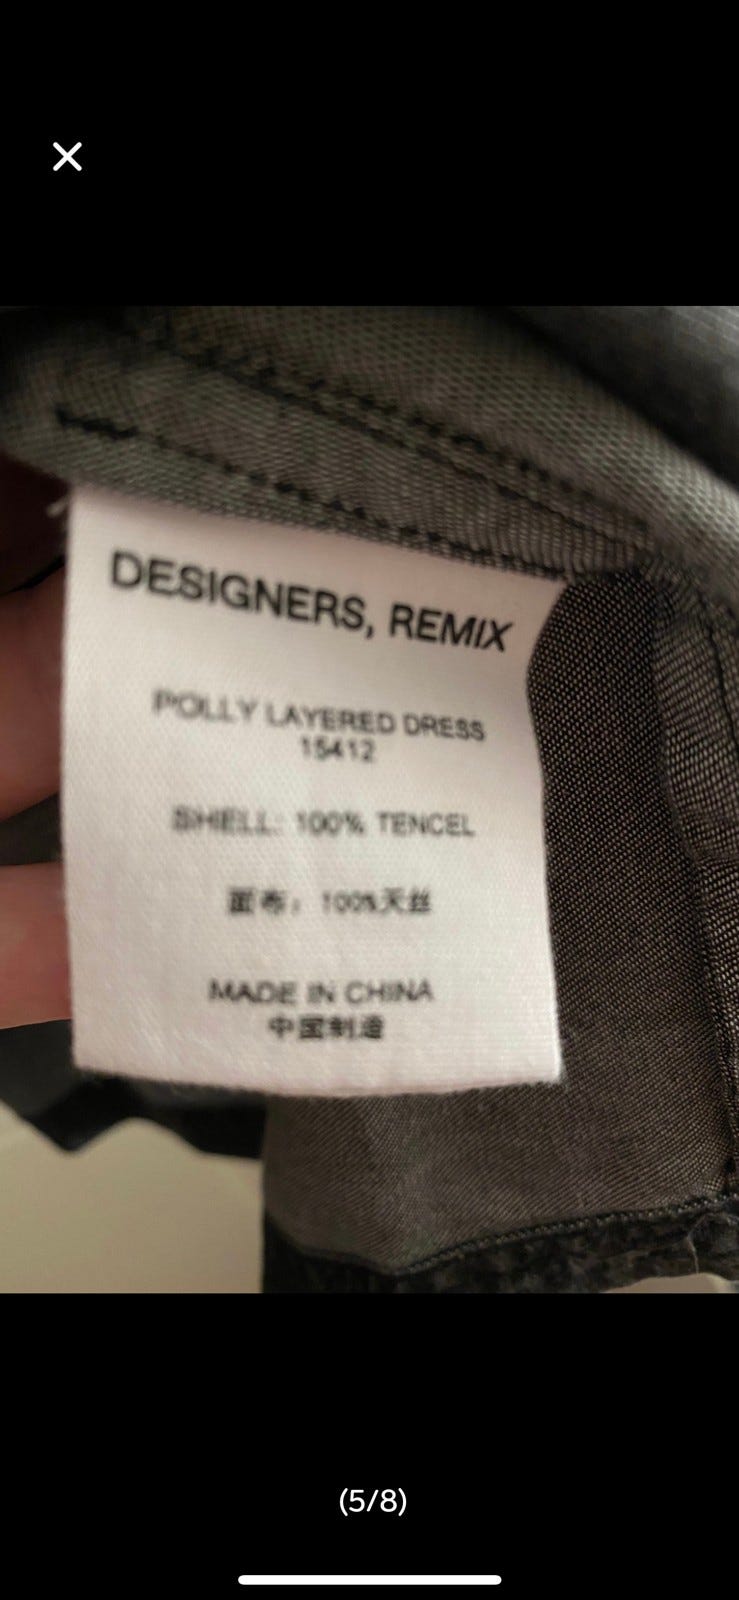 DESIGNERS, REMIX
POLLY LAYERED DRESS
15412
SHELL: 100% TENCEL
面布: 100%天丝
MADE IN CHINA
中国制造
(5/8)